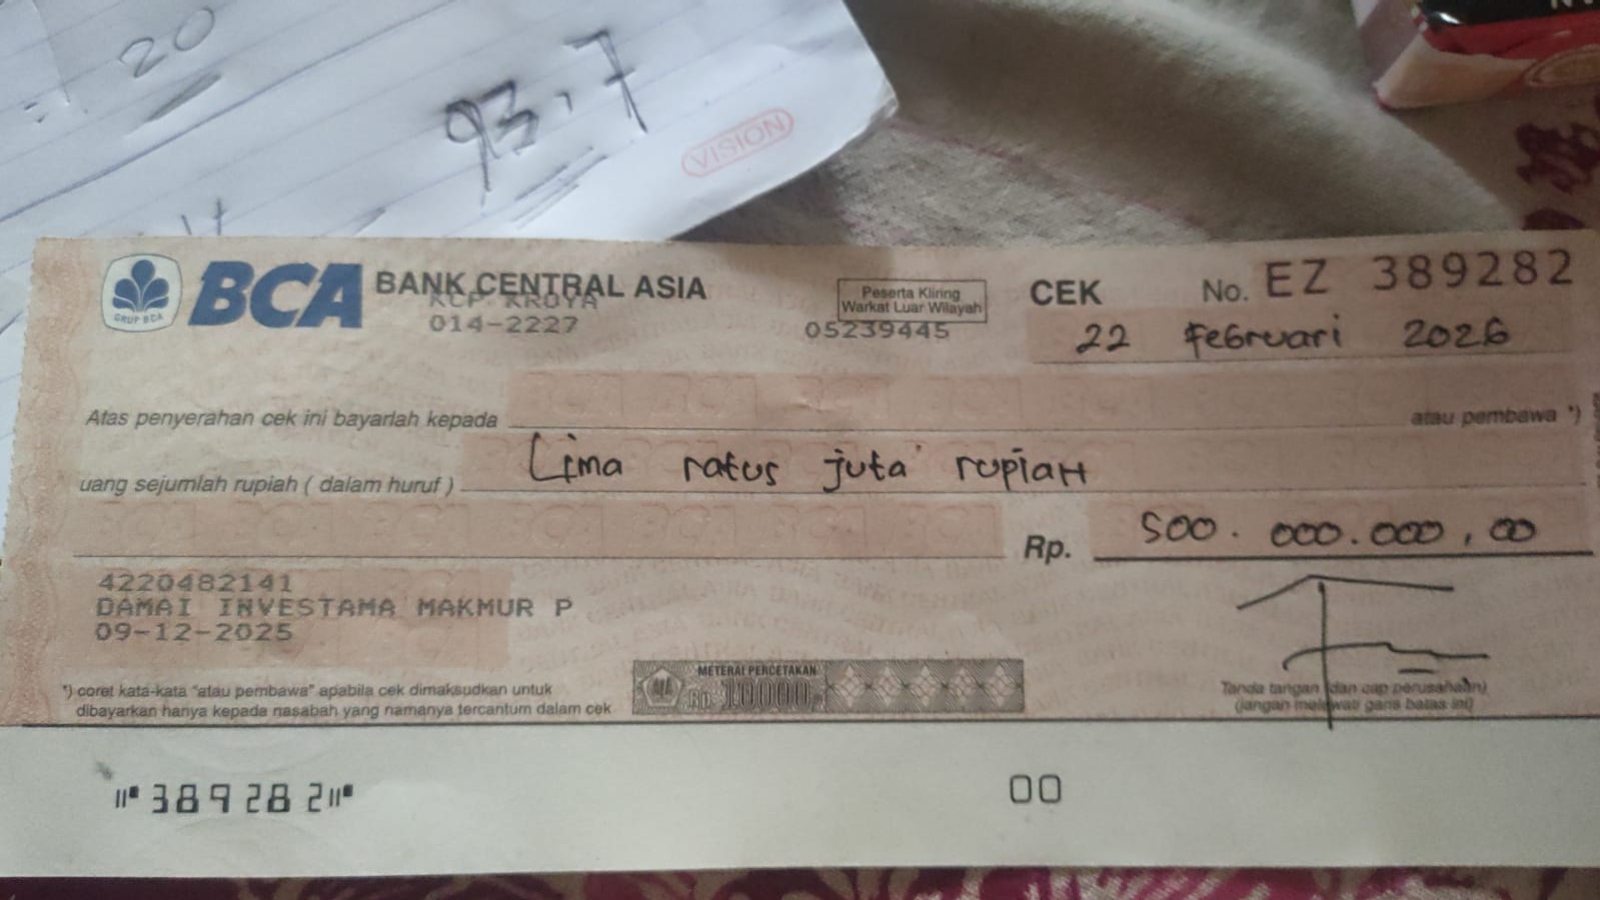 20
93,7
VISION
GRUP BCA
BCA BANK CENTRAL ASIA
KCP. KROYA
014-2227
Peserta Kliring
Warkat Luar Wilayah
05239445
CEK No. EZ 389282
22 Februari 2026
Atas penyerahan cek ini bayarlah kepada atau pembawa *)
uang sejumlah rupiah ( dalam huruf ) Lima ratus juta rupiaH
Rp. 500.000.000,00
4220482141
DAMAI INVESTAMA MAKMUR P
09-12-2025
*) coret kata-kata "atau pembawa" apabila cek dimaksudkan untuk
dibayarkan hanya kepada nasabah yang namanya tercantum dalam cek
METERAI PERCETAKAN
Rp. 10000
Tanda tangan (dan cap perusahaan)
(jangan melewati garis batas ini)
⑈389282⑈ 00